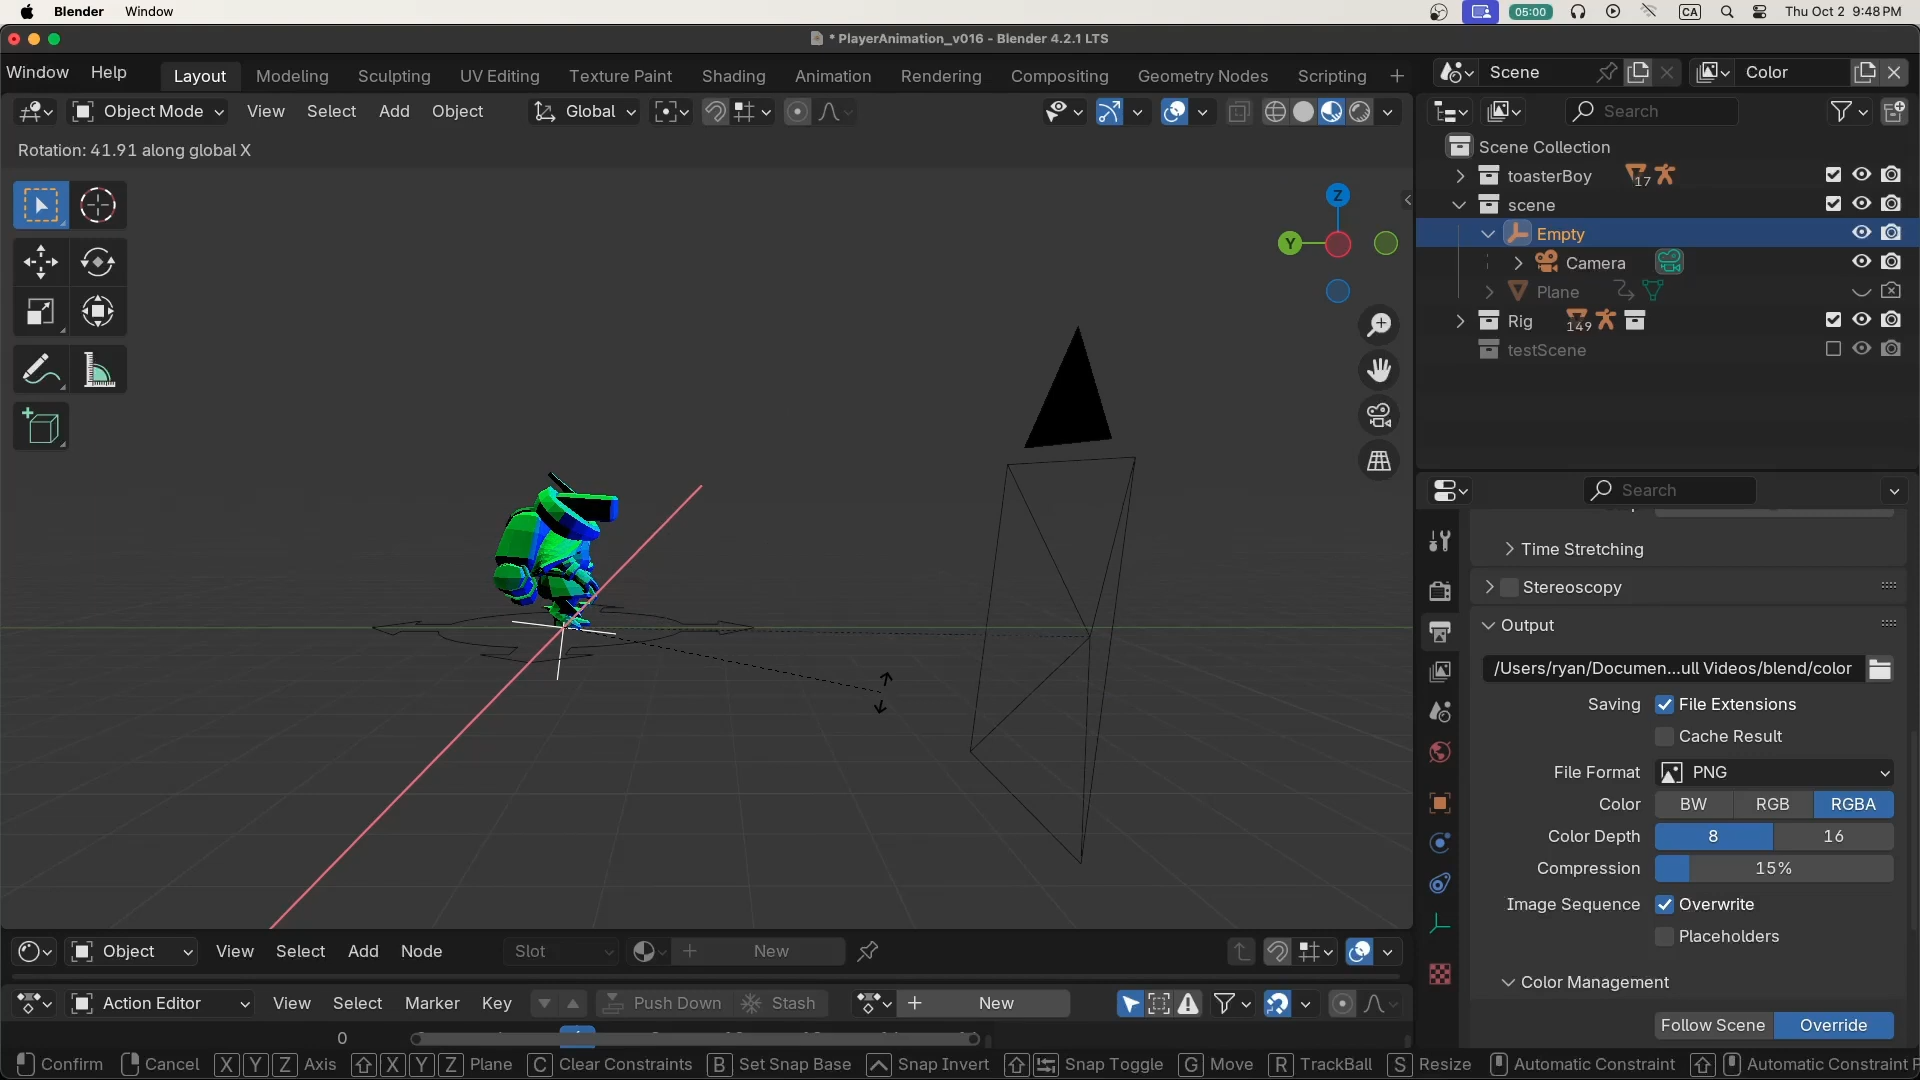 Blender Window 05:00 CA Thu Oct 2 9:48 PM
* PlayerAnimation_v016 - Blender 4.2.1 LTS
Window Help Layout Modeling Sculpting UV Editing Texture Paint Shading Animation Rendering Compositing Geometry Nodes Scripting + Scene Color
Object Mode View Select Add Object Global Search
Rotation: 41.91 along global X
Scene Collection
toasterBoy 17
scene
Empty
Camera
Plane
Rig 149
testScene
Z
Y
Search
Time Stretching
Stereoscopy
Output
/Users/ryan/Documen...ull Videos/blend/color
Saving File Extensions
Cache Result
File Format PNG
Color BW RGB RGBA
Color Depth 8 16
Compression 15%
Image Sequence Overwrite
Placeholders
Color Management
Follow Scene Override
Object View Select Add Node Slot New
Action Editor View Select Marker Key Push Down Stash New
0
Confirm Cancel X Y Z Axis X Y Z Plane C Clear Constraints B Set Snap Base Snap Invert Snap Toggle G Move R TrackBall S Resize Automatic Constraint Automatic Constraint P